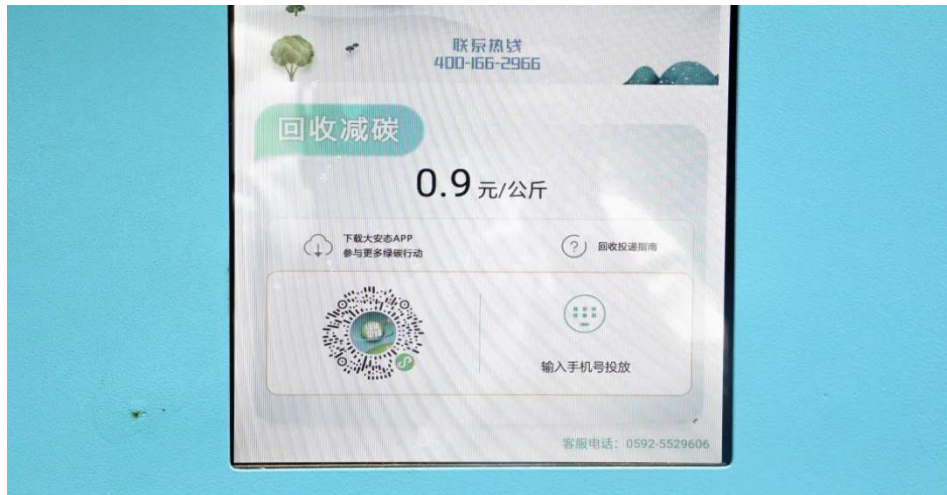 联系热线
400-166-2966
回收减碳
0.9 元/公斤
下载大安态APP
参与更多绿碳行动
回收投递指南
输入手机号投放
客服电话：0592-5529606